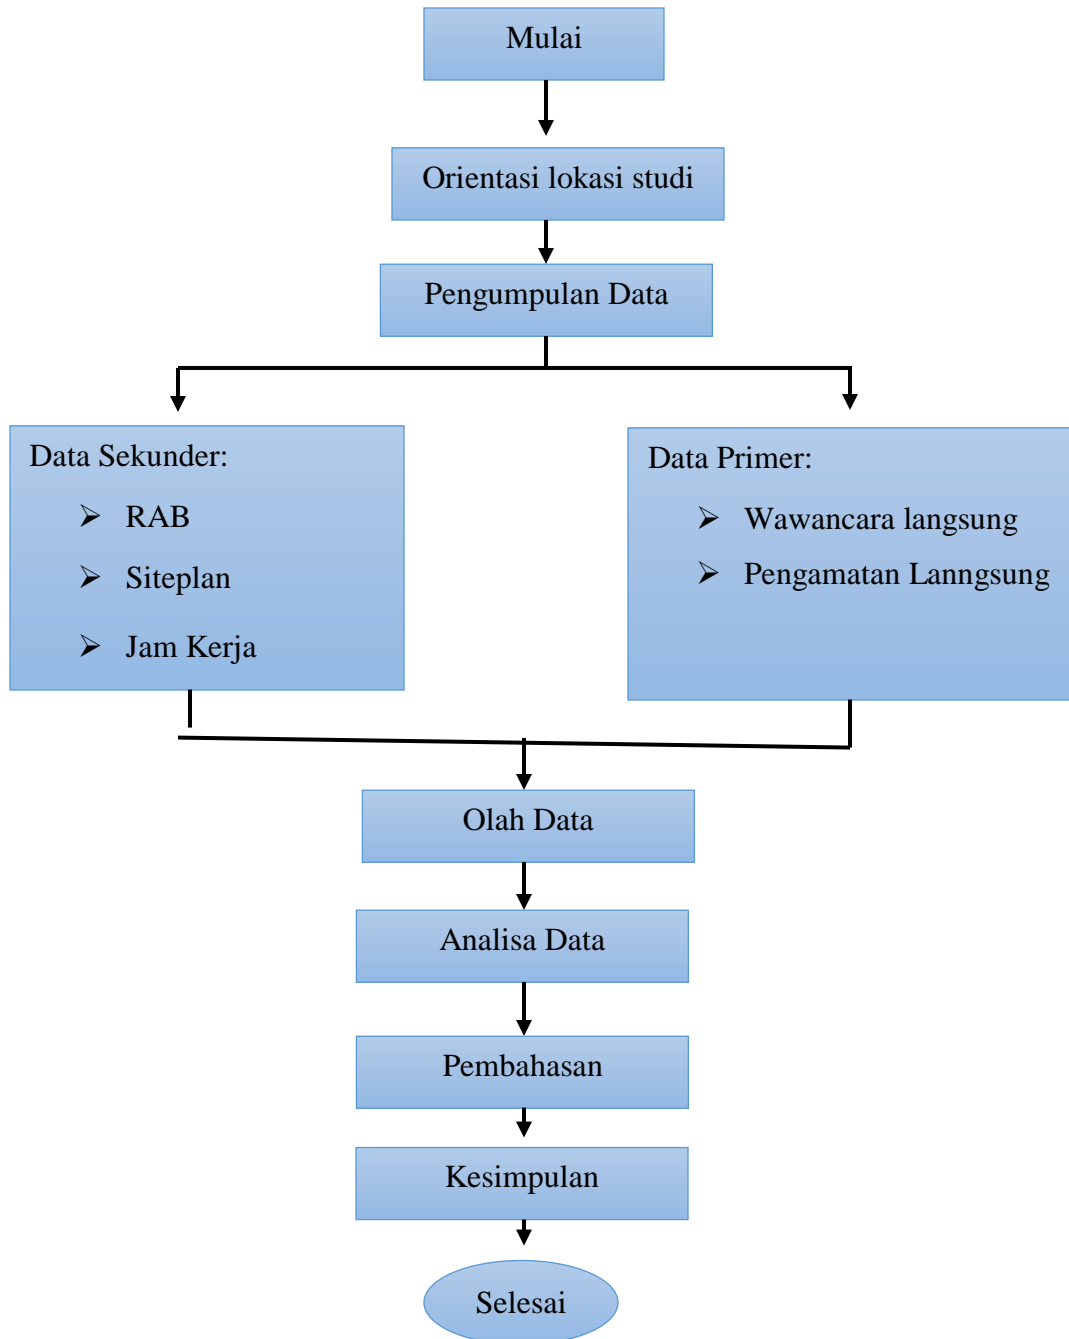 Mulai
Orientasi lokasi studi
Pengumpulan Data
Data Sekunder:
➢ RAB
➢ Siteplan
➢ Jam Kerja
Data Primer:
➢ Wawancara langsung
➢ Pengamatan Lanngsung
Olah Data
Analisa Data
Pembahasan
Kesimpulan
Selesai